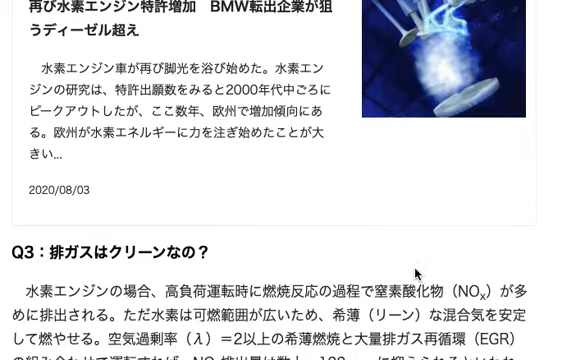 再び水素エンジン特許増加　BMW転出企業が狙
うディーゼル超え
水素エンジン車が再び脚光を浴び始めた。水素エン
ジンの研究は、特許出願数をみると2000年代中ごろに
ピークアウトしたが、ここ数年、欧州で増加傾向にあ
る。欧州が水素エネルギーに力を注ぎ始めたことが大
きい...
2020/08/03
Q3：排ガスはクリーンなの？
水素エンジンの場合、高負荷運転時に燃焼反応の過程で窒素酸化物（NOx）が多
めに排出される。ただ水素は可燃範囲が広いため、希薄（リーン）な混合気を安定
して燃やせる。空気過剰率（λ）＝2以上の希薄燃焼と大量排ガス再循環（EGR）